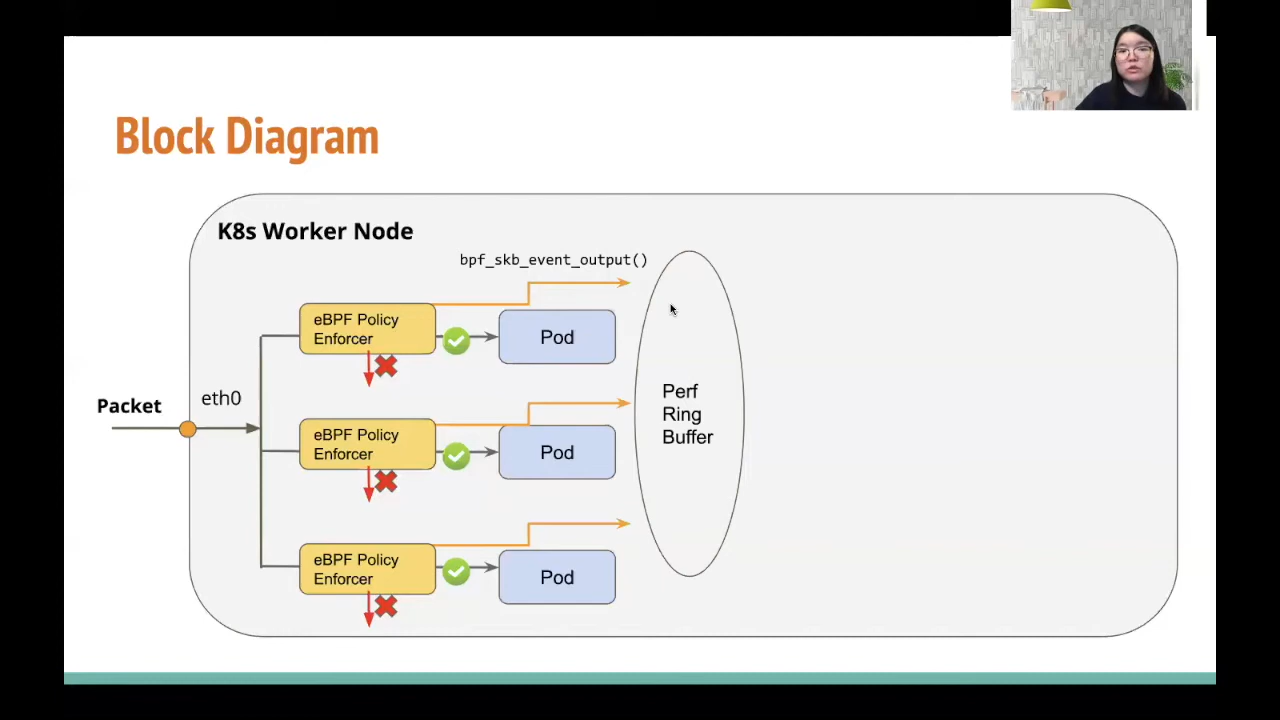 Block Diagram
K8s Worker Node
bpf_skb_event_output()
eBPF Policy
Enforcer
Pod
eth0
Packet
eBPF Policy
Enforcer
Pod
Perf
Ring
Buffer
eBPF Policy
Enforcer
Pod